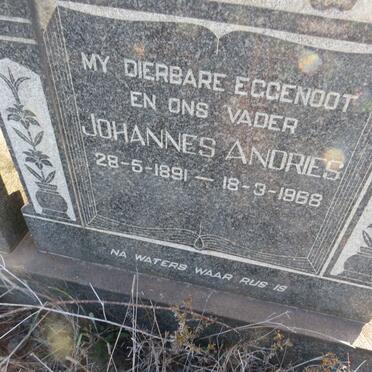 MY DIERBARE EGGENOOT
EN ONS VADER
JOHANNES ANDRIES
28-5-1891 — 18-3-1968
NA WATERS WAAR RUS IS